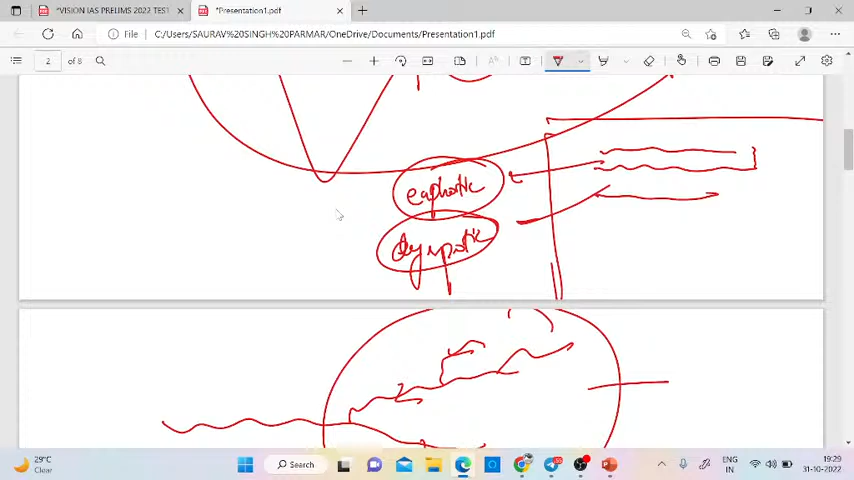 *VISION IAS PRELIMS 2022 TEST
*Presentation1.pdf
File
C:/Users/SAURAV%20SINGH%20PARMAR/OneDrive/Documents/Presentation1.pdf
2 of 8
euphotic
dysphotic
29°C
Clear
Search
ENG
IN
19:29
31-10-2022